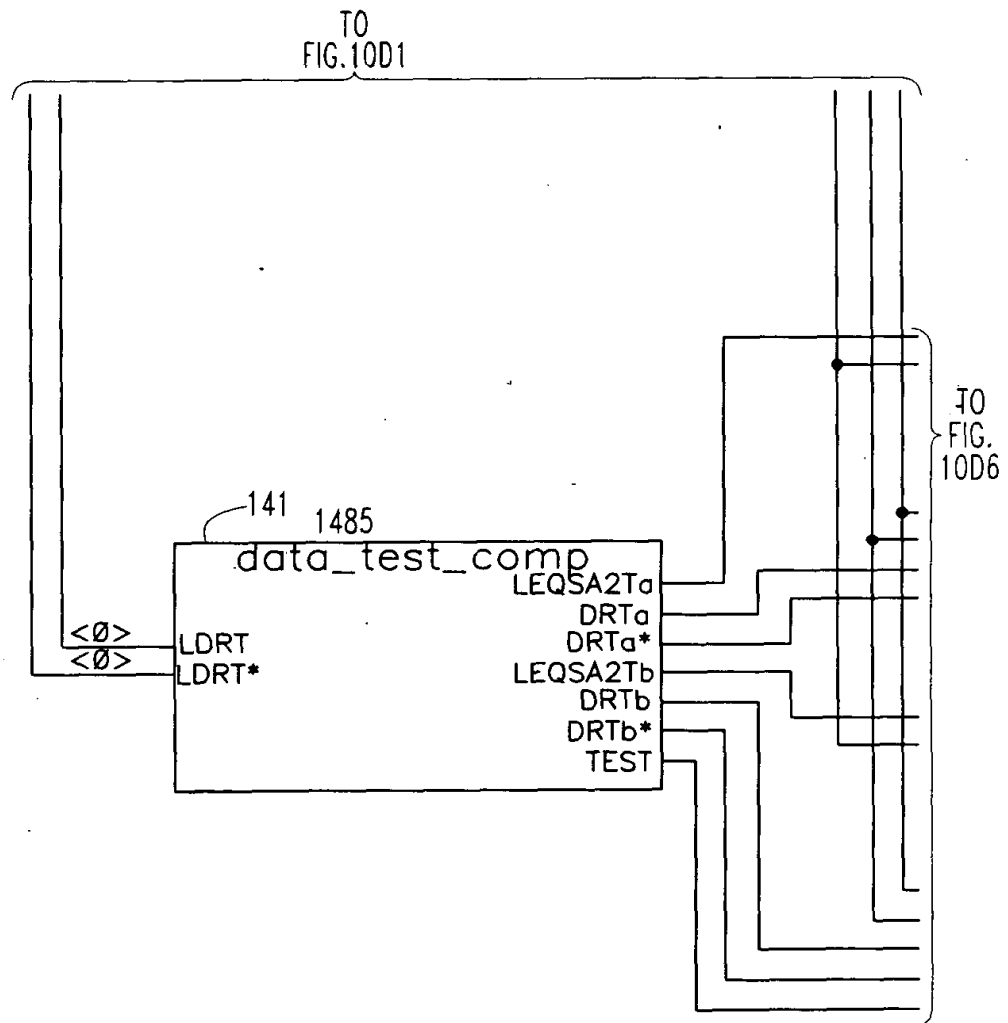 TO
FIG.10D1
TO
FIG.
10D6
141
1485
data_test_comp
LEQSA2Ta
DRTa
<Ø>
LDRT
DRTa*
<Ø>
LDRT*
LEQSA2Tb
DRTb
DRTb*
TEST